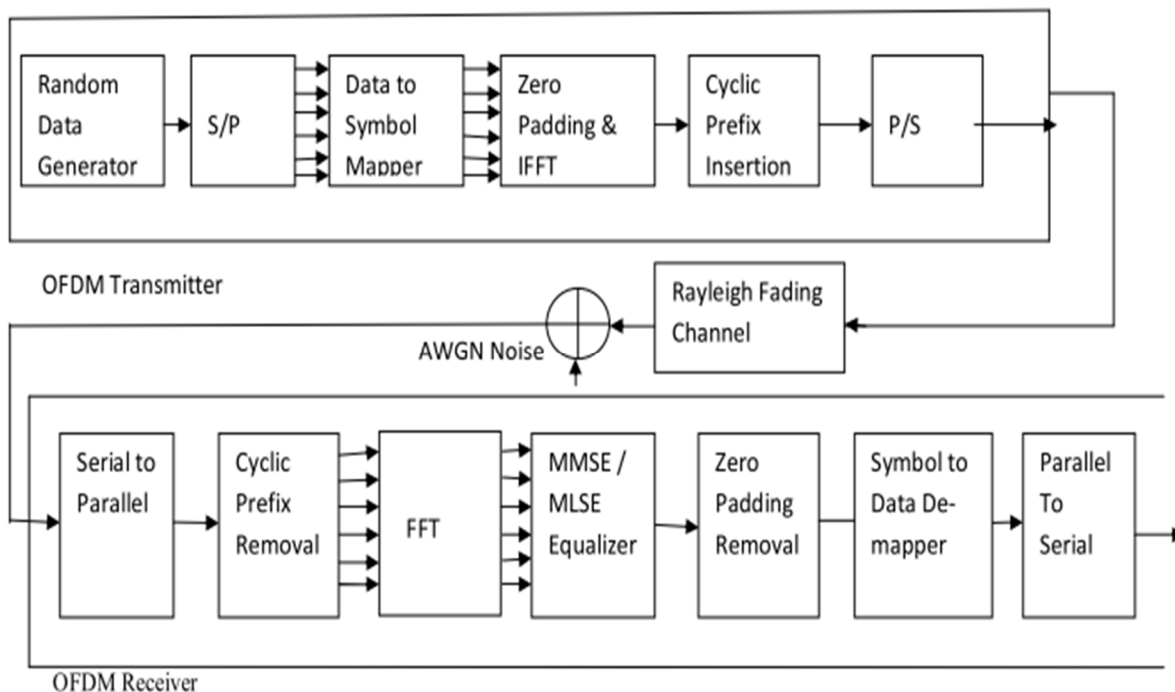 Random
Data
Generator
S/P
Data to
Symbol
Mapper
Zero
Padding &
IFFT
Cyclic
Prefix
Insertion
P/S
OFDM Transmitter
Rayleigh Fading
Channel
AWGN Noise
Serial to
Parallel
Cyclic
Prefix
Removal
FFT
MMSE /
MLSE
Equalizer
Zero
Padding
Removal
Symbol to
Data De-
mapper
Parallel
To
Serial
OFDM Receiver